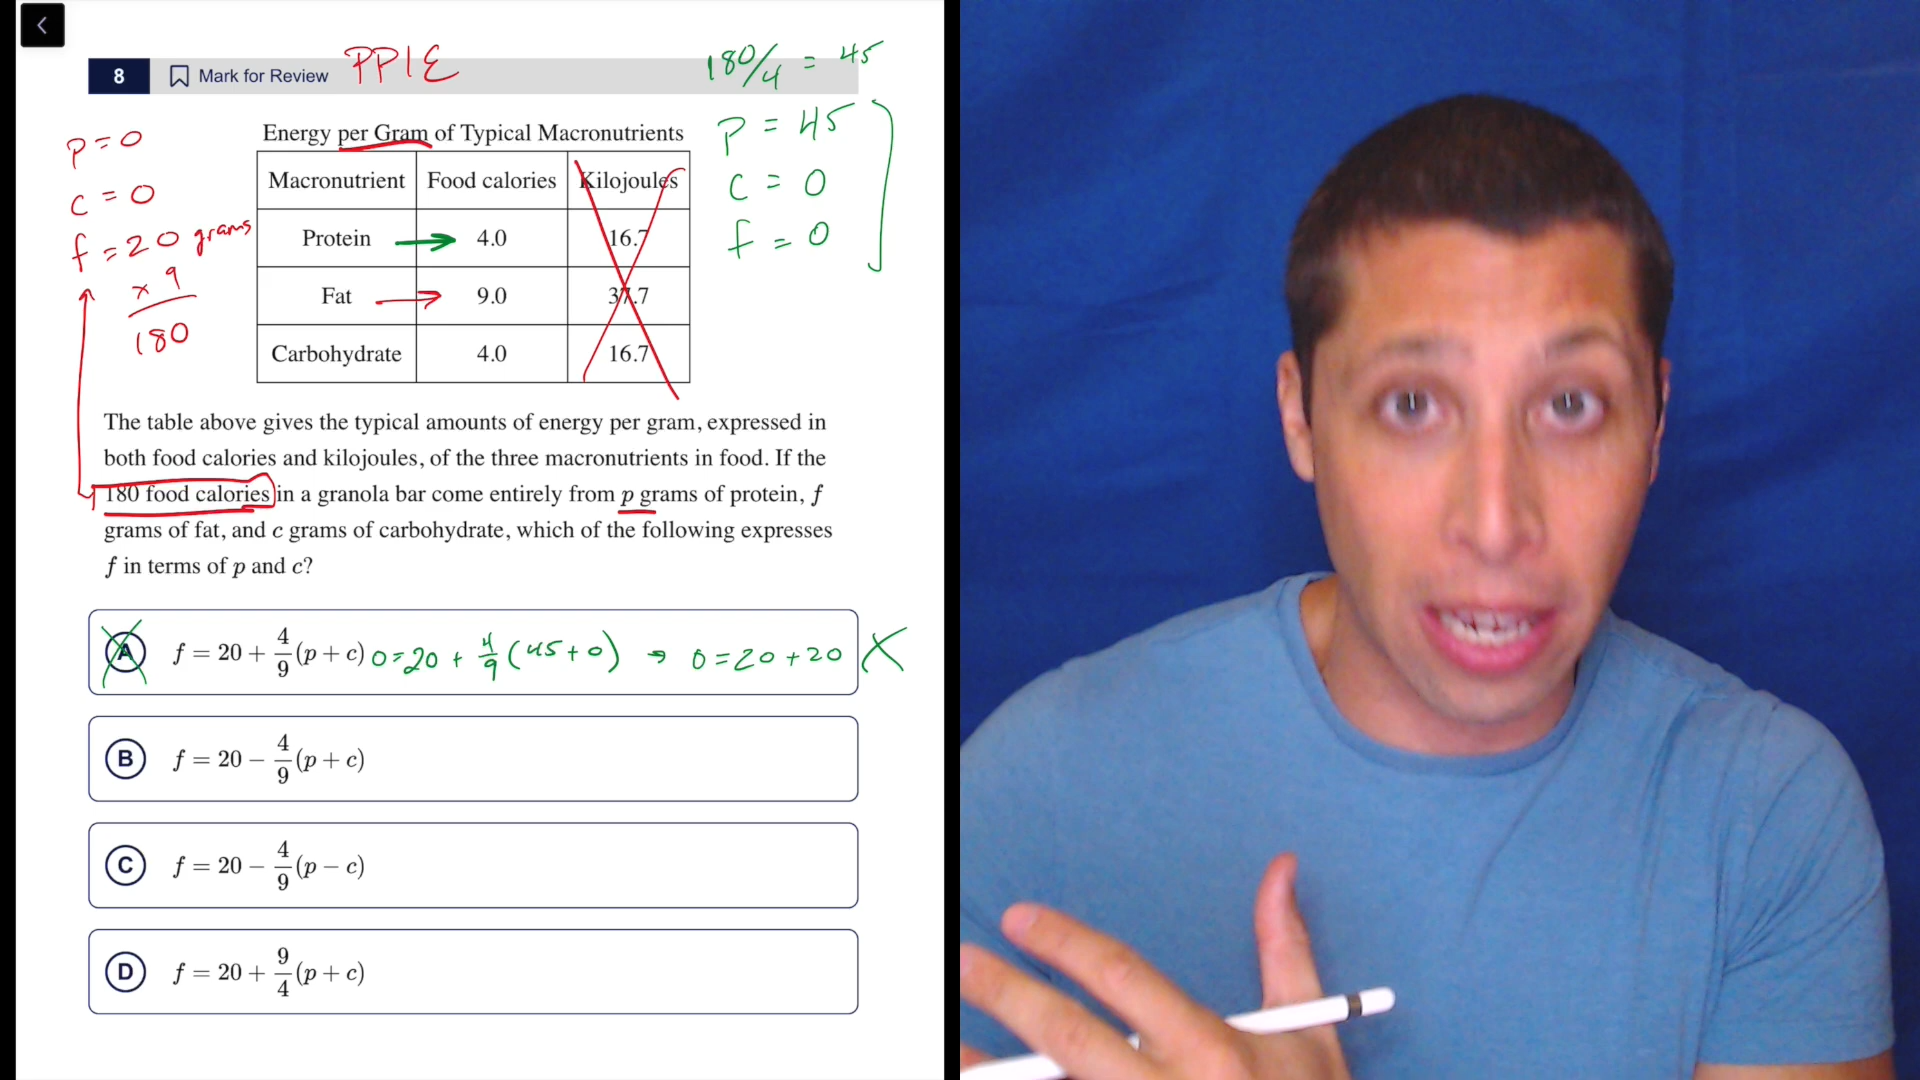 8 Mark for Review PPIE 180/4 = 45
p = 0
c = 0
f = 20 grams
x 9
180
Energy per Gram of Typical Macronutrients
Macronutrient Food calories Kilojoules
Protein 4.0 16.7
Fat 9.0 37.7
Carbohydrate 4.0 16.7
p = 45
c = 0
f = 0
The table above gives the typical amounts of energy per gram, expressed in
both food calories and kilojoules, of the three macronutrients in food. If the
180 food calories in a granola bar come entirely from p grams of protein, f
grams of fat, and c grams of carbohydrate, which of the following expresses
f in terms of p and c?
A f = 20 + 4/9 (p + c) 0 = 20 + 4/9 (45 + 0) → 0 = 20 + 20 X
B f = 20 − 4/9 (p + c)
C f = 20 − 4/9 (p − c)
D f = 20 + 9/4 (p + c)